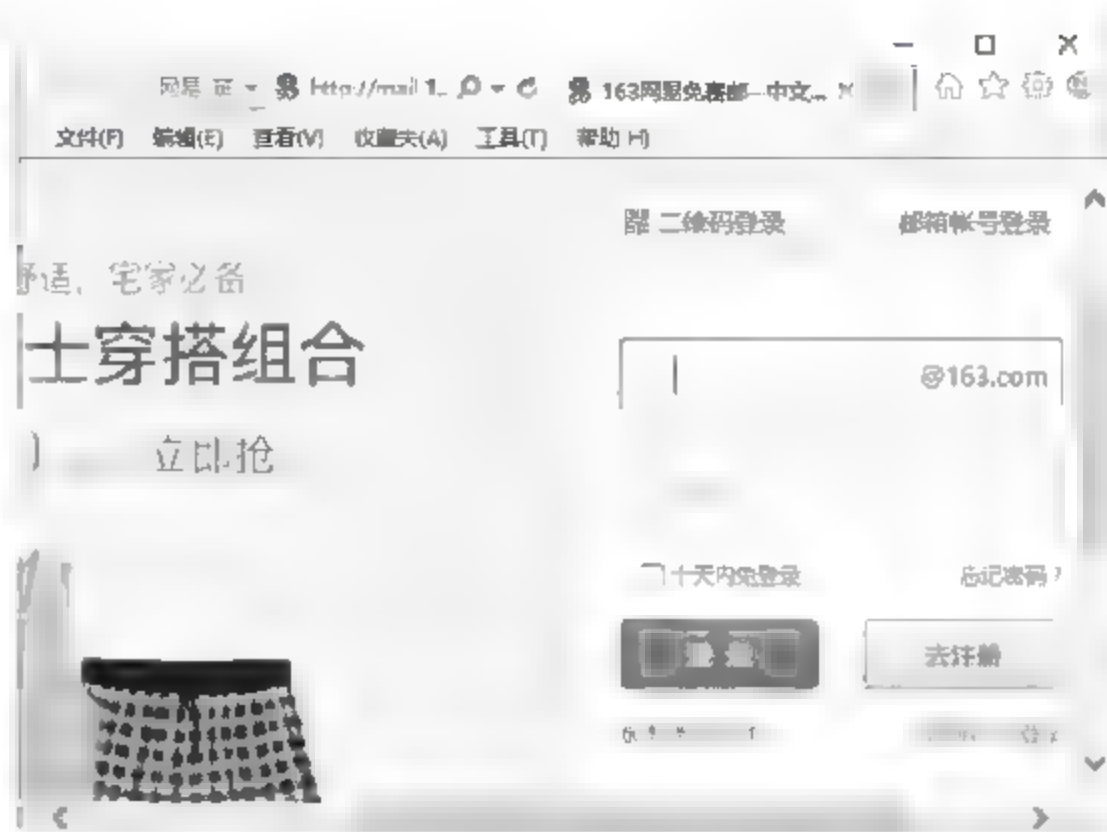 http://mail.1... 163网易免费邮--中文...
文件(F) 编辑(E) 查看(V) 收藏夹(A) 工具(T) 帮助(H)
二维码登录 邮箱帐号登录
舒适，宅家必备
士穿搭组合
@163.com
立即抢
十天内免登录 忘记密码?
去注册